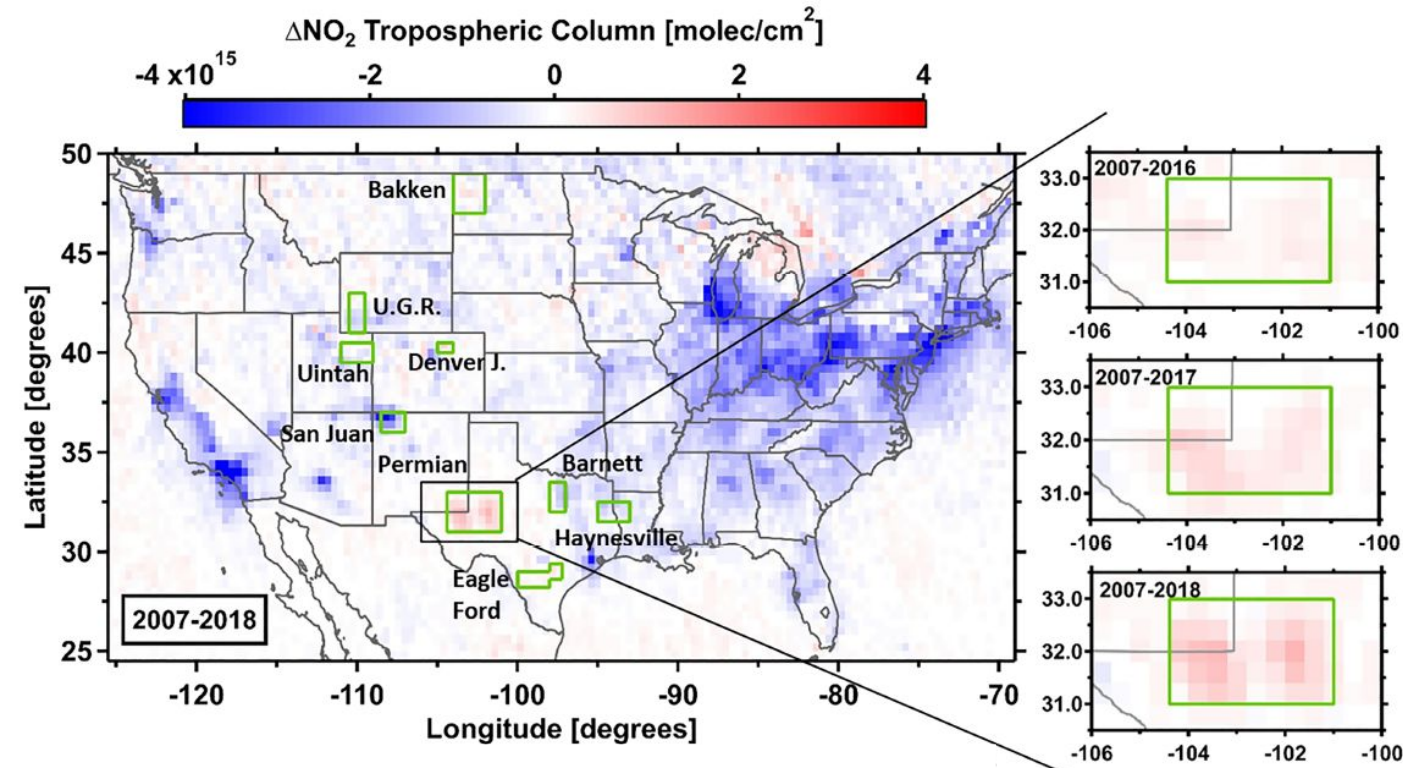 ΔNO₂ Tropospheric Column [molec/cm²]
-4 x10¹⁵ -2 0 2 4
50
45
40
35
30
25
Latitude [degrees]
-120 -110 -100 -90 -80 -70
Longitude [degrees]
Bakken
U.G.R.
Uintah
Denver J.
San Juan
Permian
Barnett
Haynesville
Eagle
Ford
2007-2018
2007-2016
33.0
32.0
31.0
-106 -104 -102 -100
2007-2017
33.0
32.0
31.0
-106 -104 -102 -100
2007-2018
33.0
32.0
31.0
-106 -104 -102 -100